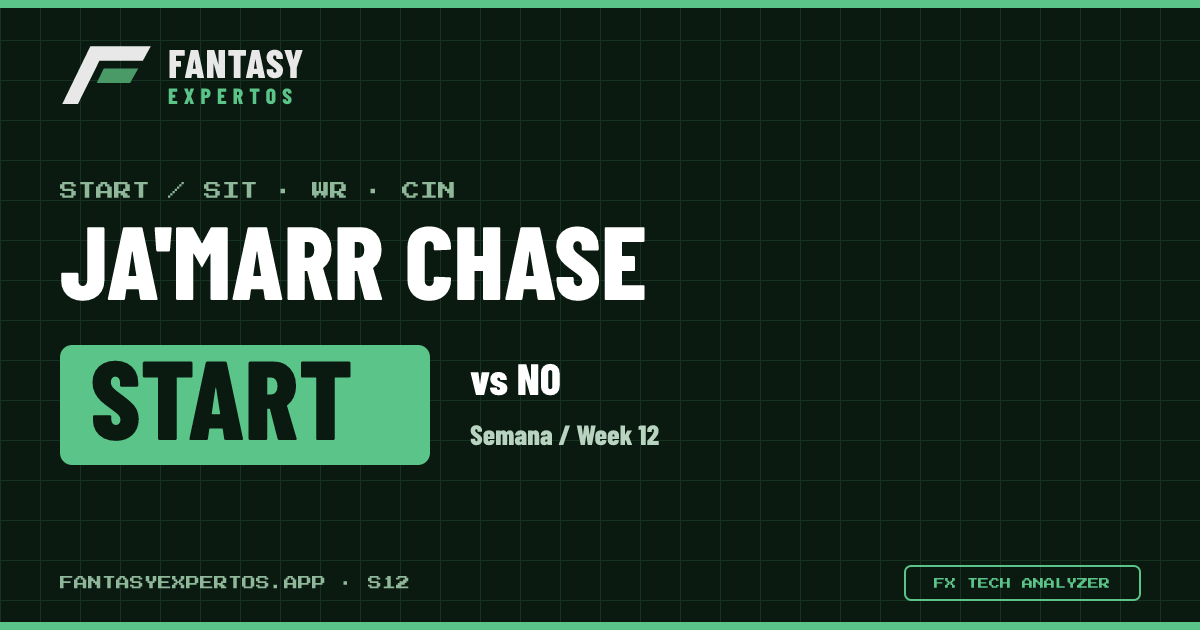 FANTASY
EXPERTOS
START / SIT · WR · CIN
JA'MARR CHASE
START
vs NO
Semana / Week 12
FANTASYEXPERTOS.APP · S12
FX TECH ANALYZER